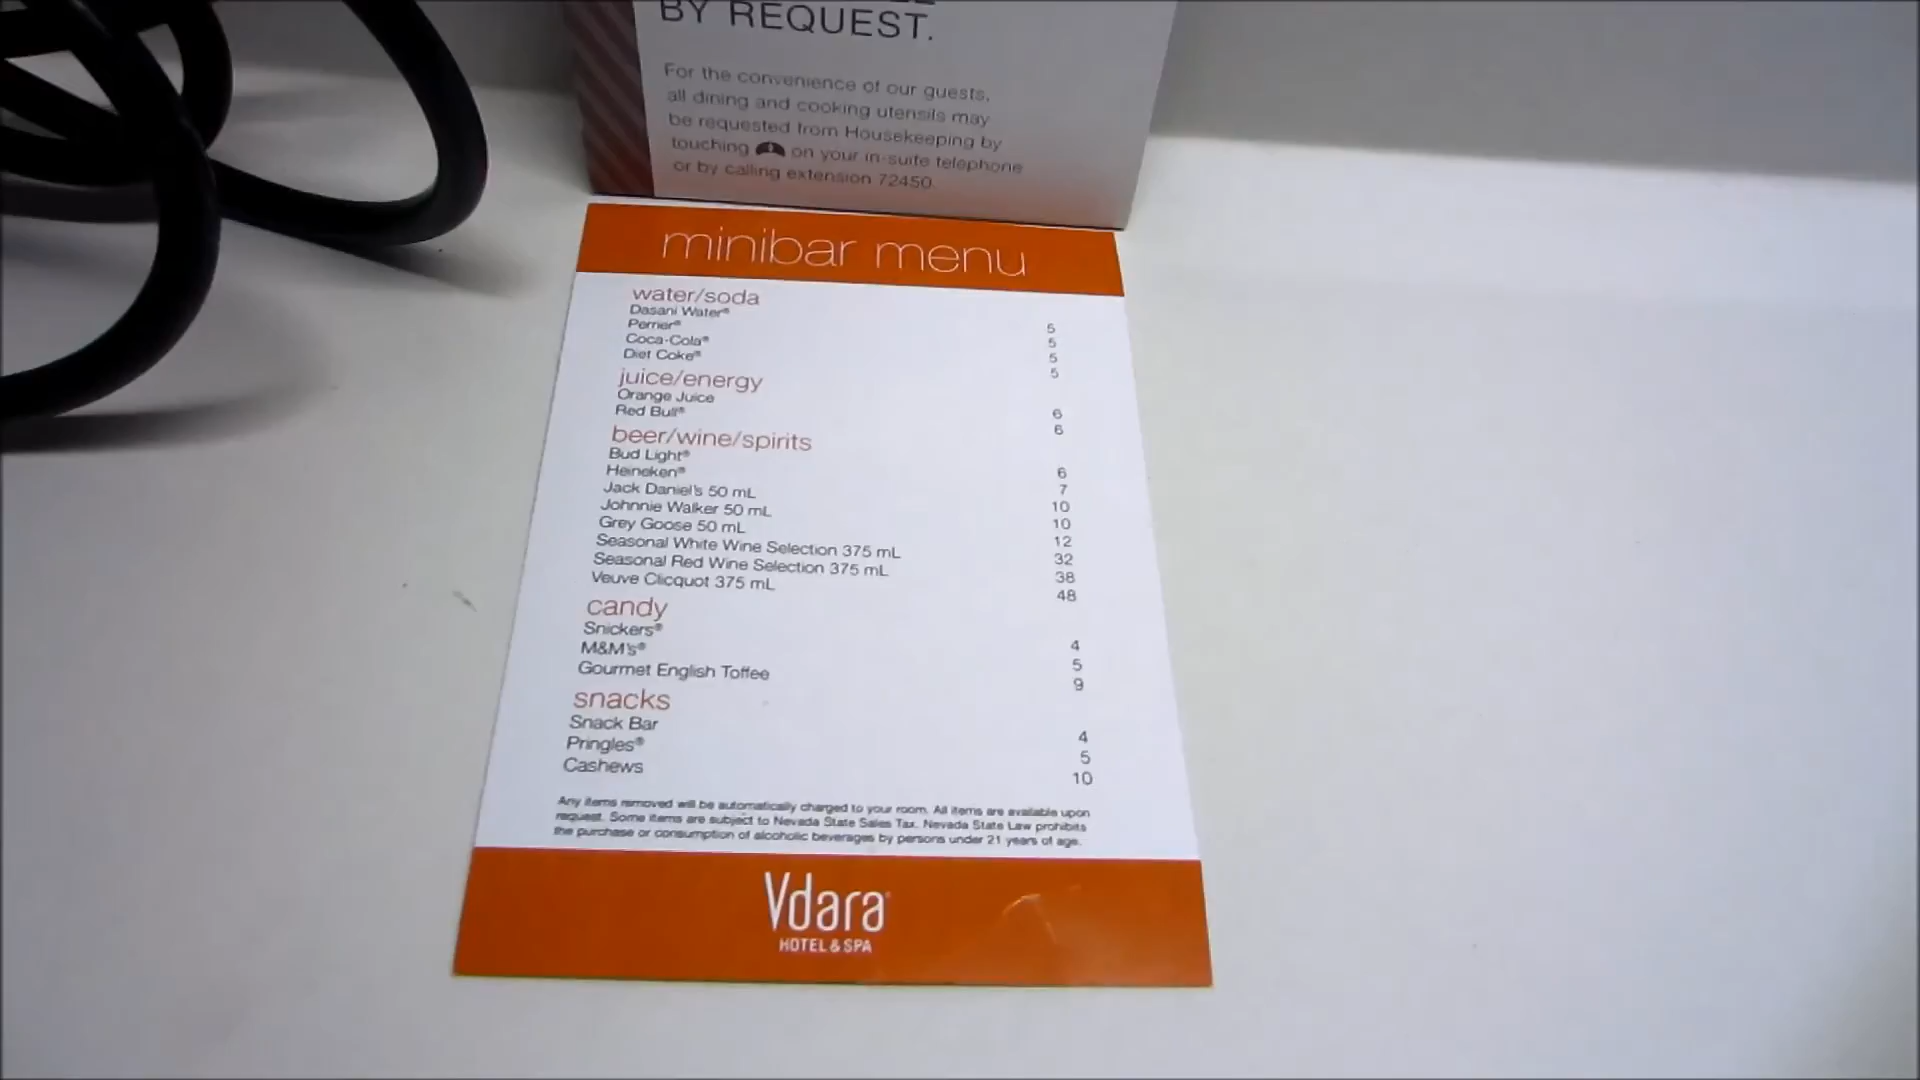 BY REQUEST.
For the convenience of our guests,
all dining and cooking utensils may
be requested from Housekeeping by
touching on your in-suite telephone
or by calling extension 72450.
minibar menu
water/soda
Dasani Water® 5
Perrier® 5
Coca-Cola® 5
Diet Coke® 5
juice/energy
Orange Juice 6
Red Bull® 6
beer/wine/spirits
Bud Light® 6
Heineken® 7
Jack Daniel's 50 mL 10
Johnnie Walker 50 mL 10
Grey Goose 50 mL 12
Seasonal White Wine Selection 375 mL 32
Seasonal Red Wine Selection 375 mL 38
Veuve Clicquot 375 mL 48
candy
Snickers® 4
M&M's® 5
Gourmet English Toffee 9
snacks
Snack Bar 4
Pringles® 5
Cashews 10
Any items removed will be automatically charged to your room. All items are available upon
request. Some items are subject to Nevada State Sales Tax. Nevada State Law prohibits
the purchase or consumption of alcoholic beverages by persons under 21 years of age.
Vdara
HOTEL & SPA